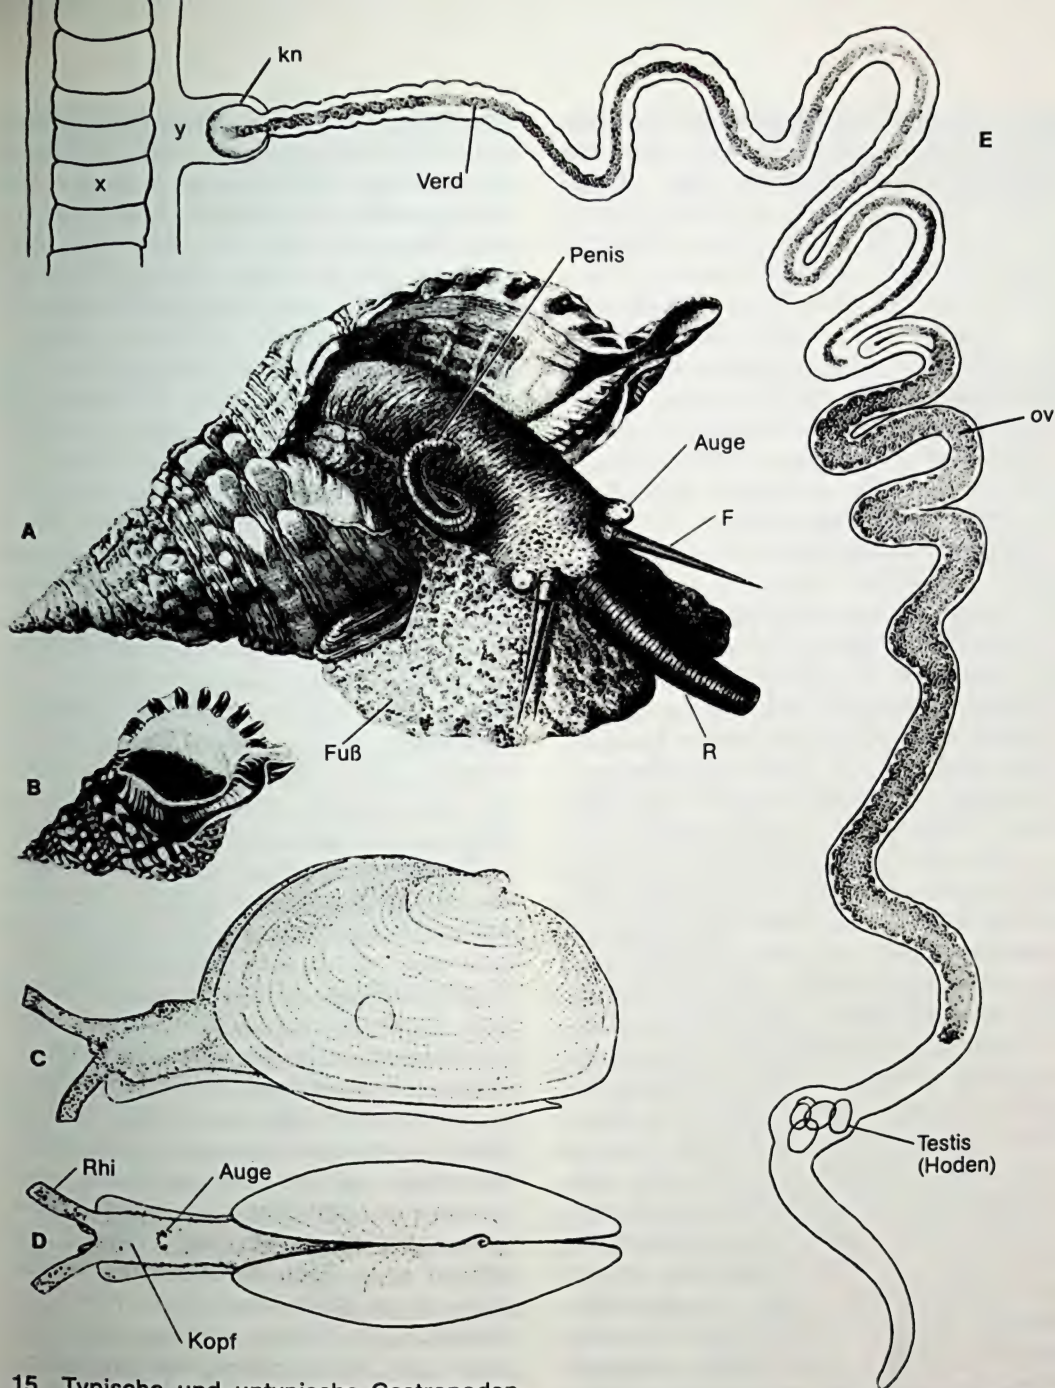 kn
y
E
Verd
x
Penis
ov
Auge
A
F
Fuß
R
B
C
Testis
(Hoden)
Rhi
Auge
D
Kopf
15 Typische und untypische Gastropoden